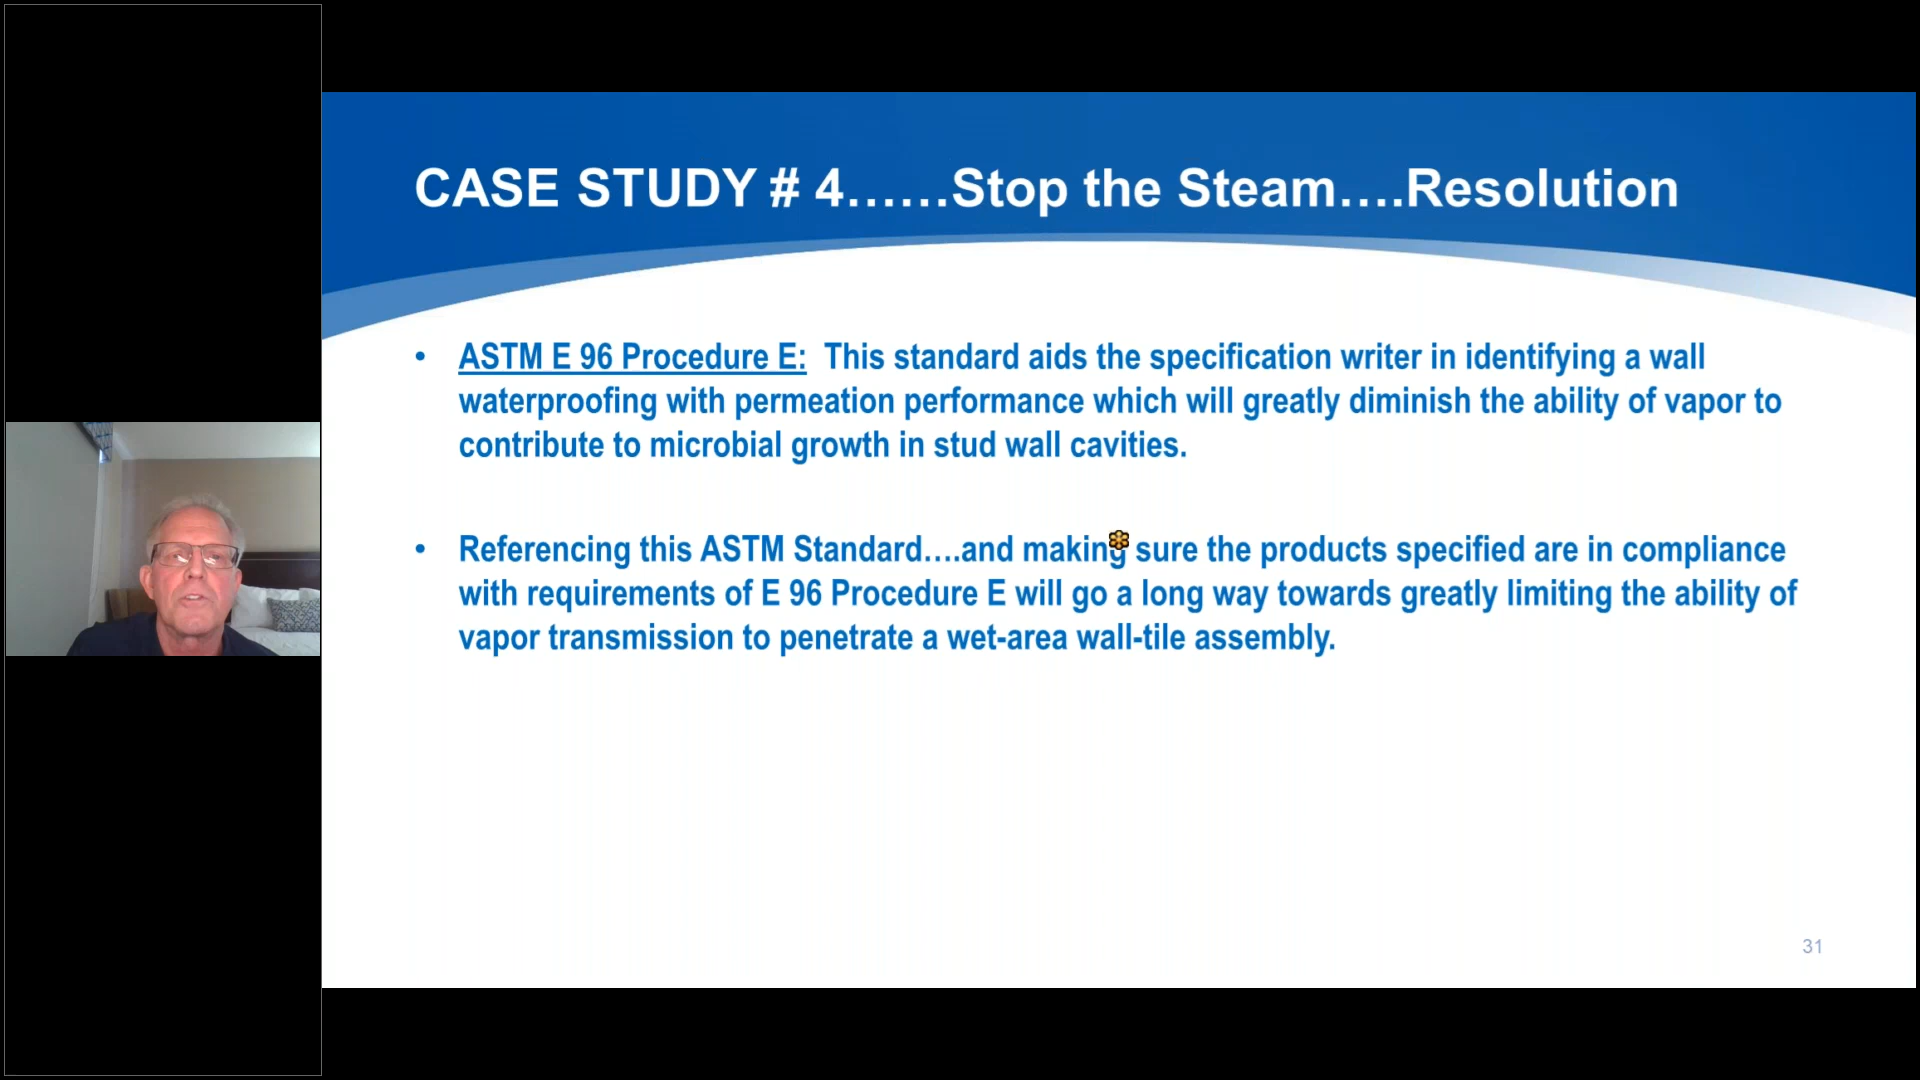 CASE STUDY # 4……Stop the Steam….Resolution
• ASTM E 96 Procedure E: This standard aids the specification writer in identifying a wall
waterproofing with permeation performance which will greatly diminish the ability of vapor to
contribute to microbial growth in stud wall cavities.
• Referencing this ASTM Standard….and making sure the products specified are in compliance
with requirements of E 96 Procedure E will go a long way towards greatly limiting the ability of
vapor transmission to penetrate a wet-area wall-tile assembly.
31